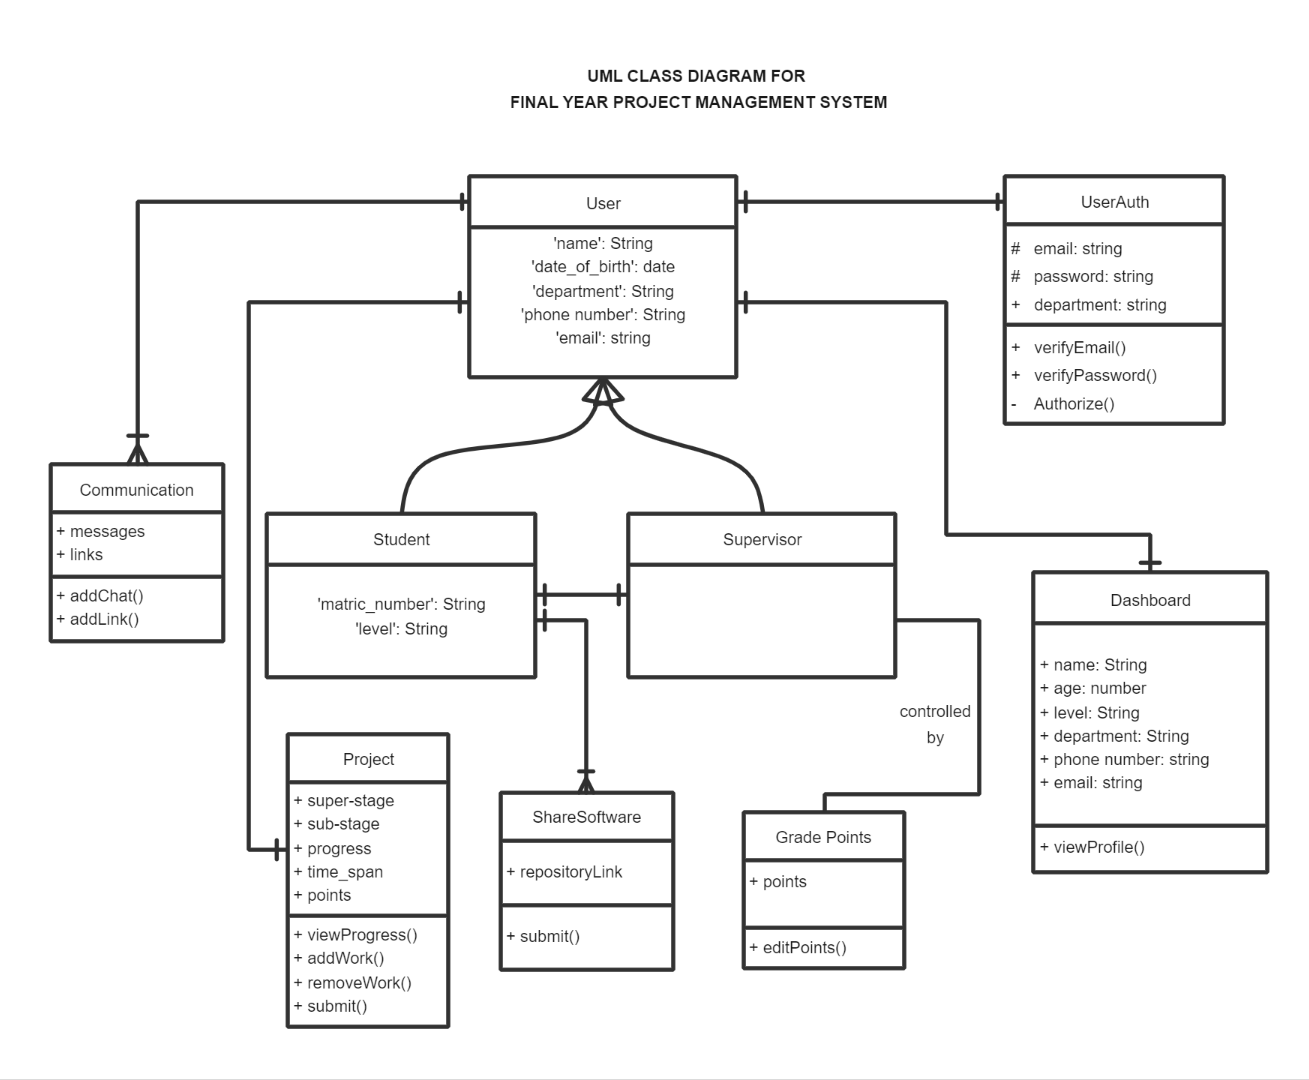 UML CLASS DIAGRAM FOR
FINAL YEAR PROJECT MANAGEMENT SYSTEM
User
'name': String
'date_of_birth': date
'department': String
'phone number': String
'email': string
UserAuth
# email: string
# password: string
+ department: string
+ verifyEmail()
+ verifyPassword()
- Authorize()
Communication
+ messages
+ links
+ addChat()
+ addLink()
Student
'matric_number': String
'level': String
Supervisor
controlled
by
Dashboard
+ name: String
+ age: number
+ level: String
+ department: String
+ phone number: string
+ email: string
+ viewProfile()
Project
+ super-stage
+ sub-stage
+ progress
+ time_span
+ points
+ viewProgress()
+ addWork()
+ removeWork()
+ submit()
ShareSoftware
+ repositoryLink
+ submit()
Grade Points
+ points
+ editPoints()